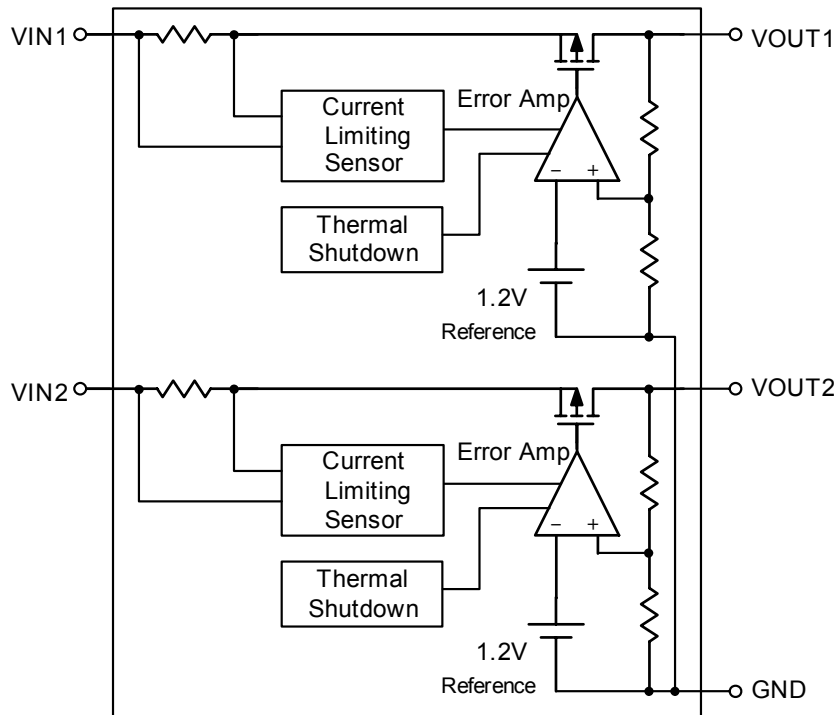 VIN1
VOUT1
Error Amp
Current
Limiting
Sensor
− +
Thermal
Shutdown
1.2V
Reference
VIN2
VOUT2
Error Amp
Current
Limiting
Sensor
− +
Thermal
Shutdown
1.2V
Reference
GND